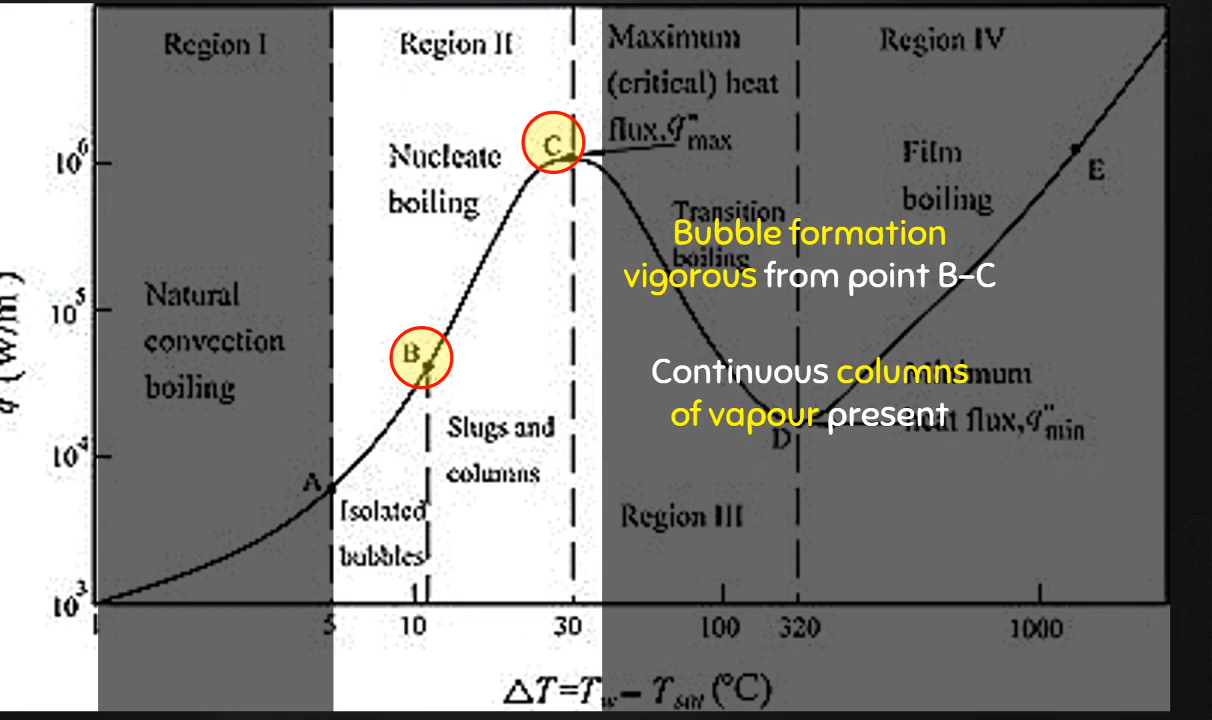 Region I
Region II
Maximum
(critical) heat
flux,q"max
Region IV
10⁶
C
Nucleate
boiling
Film
boiling
E
Transition
boiling
Bubble formation
vigorous from point B–C
Natural
convection
boiling
10⁵
q" (W/m²)
B
Continuous columns
of vapour present
Minimum
heat flux,q"min
D
Slugs and
columns
10⁴
A
Isolated
bubbles
Region III
10³
1 5 10 30 100 320 1000
ΔT=Tw– Tsat (°C)